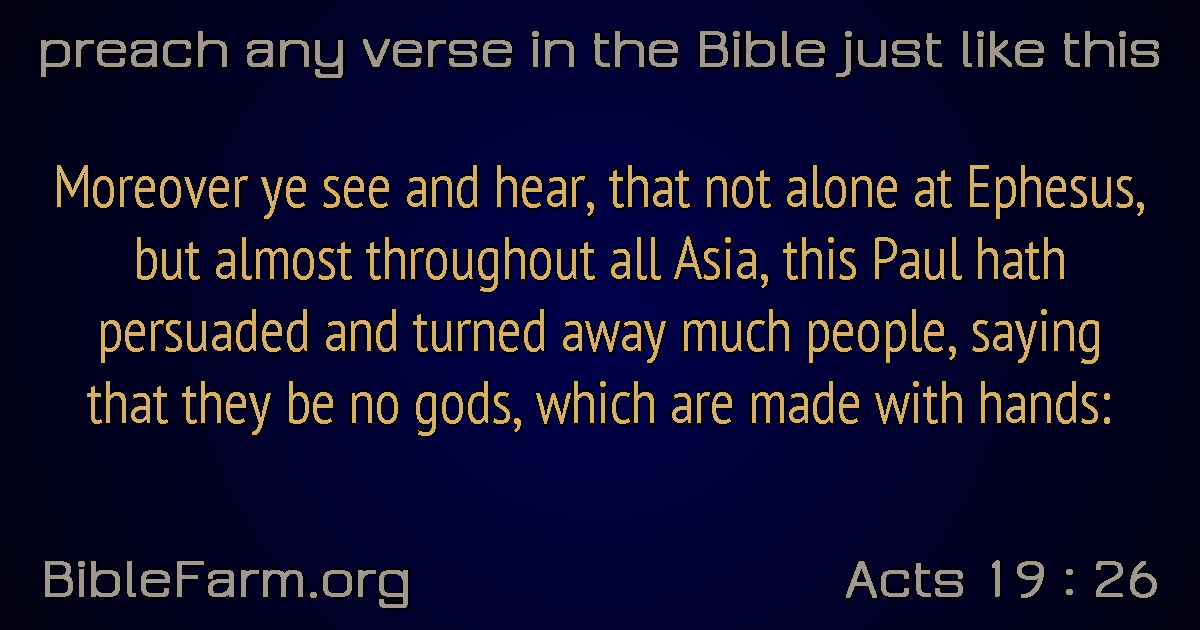 preach any verse in the Bible just like this
Moreover ye see and hear, that not alone at Ephesus,
but almost throughout all Asia, this Paul hath
persuaded and turned away much people, saying
that they be no gods, which are made with hands:
BibleFarm.org
Acts 19 : 26